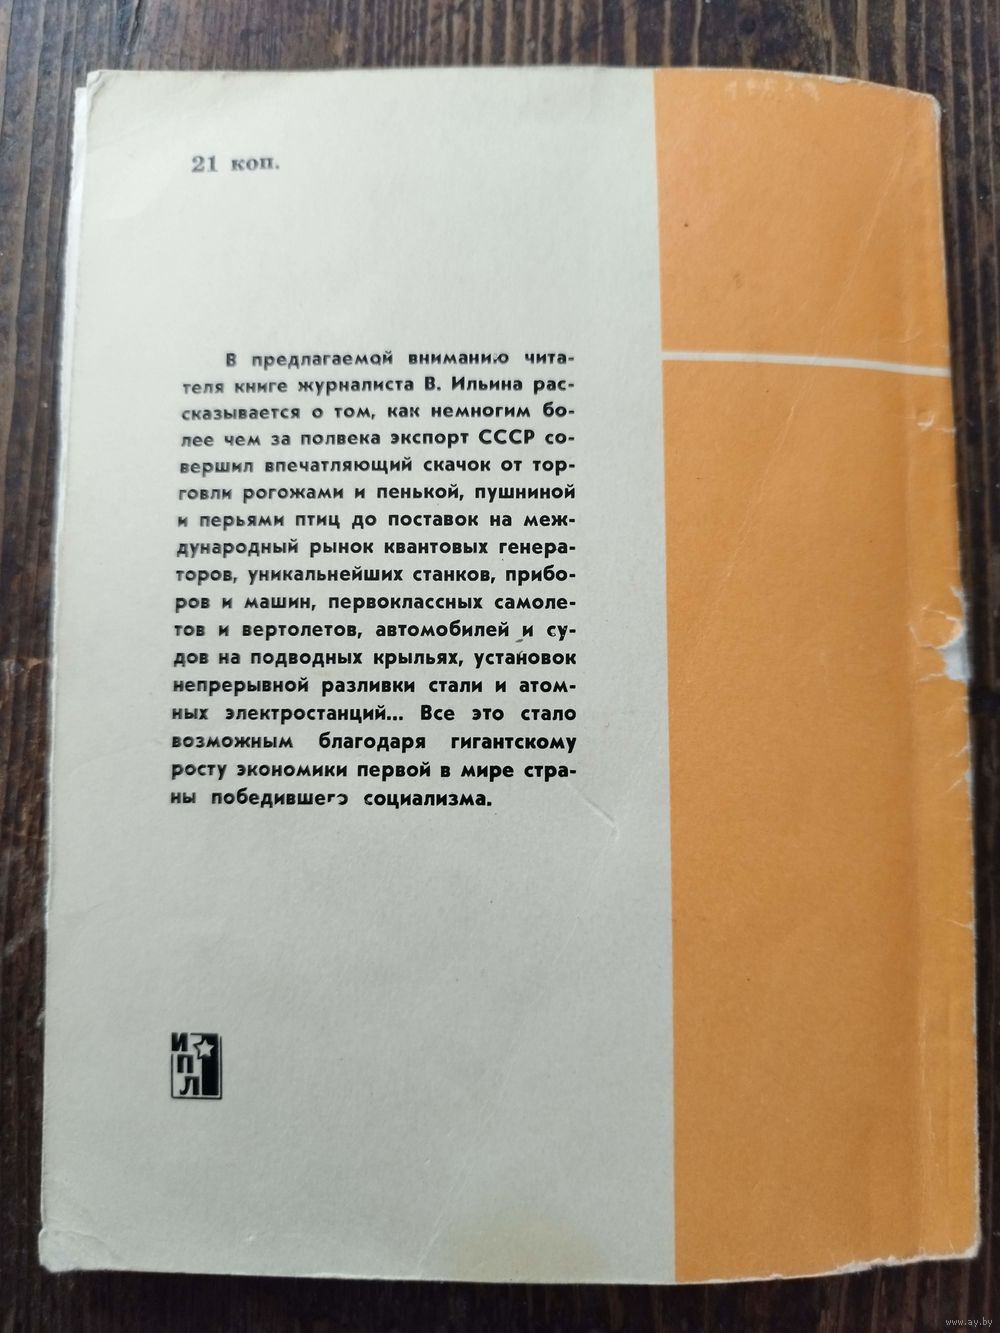 21 коп.
В предлагаемой вниманию чита-
теля книге журналиста В. Ильина рас-
сказывается о том, как немногим бо-
лее чем за полвека экспорт СССР со-
вершил впечатляющий скачок от тор-
говли рогожами и пенькой, пушниной
и перьями птиц до поставок на меж-
дународный рынок квантовых генера-
торов, уникальнейших станков, прибо-
ров и машин, первоклассных самоле-
тов и вертолетов, автомобилей и су-
дов на подводных крыльях, установок
непрерывной разливки стали и атом-
ных электростанций... Все это стало
возможным благодаря гигантскому
росту экономики первой в мире стра-
ны победившего социализма.
И
П
Л
www.ay.by